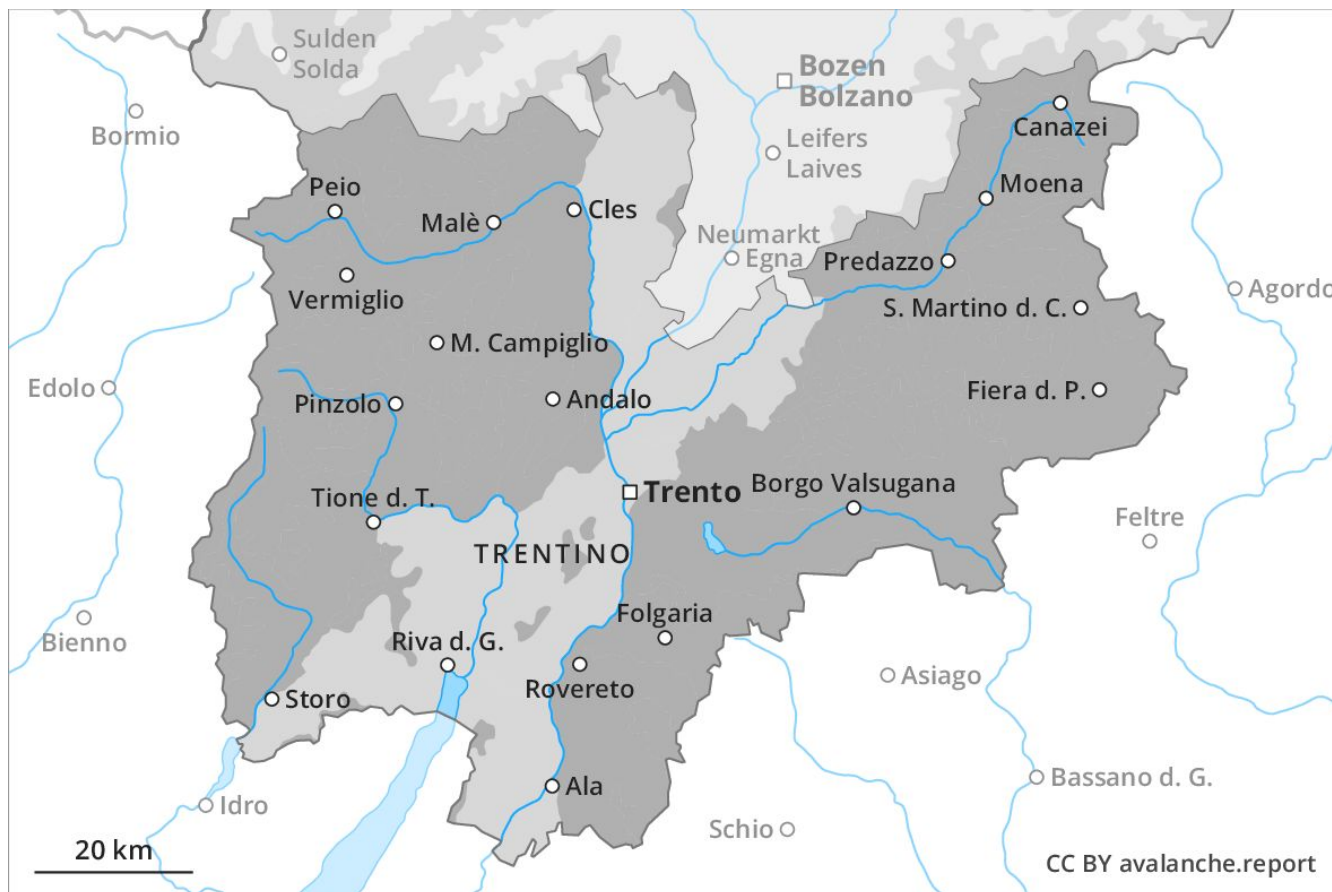 Sulden
Solda
Bozen
Bolzano
Bormio
Canazei
Leifers
Laives
Peio
Moena
Malè
Cles
Neumarkt
Egna
Predazzo
Vermiglio
Agordo
S. Martino d. C.
M. Campiglio
Edolo
Fiera d. P.
Pinzolo
Andalo
Trento
Borgo Valsugana
Tione d. T.
Feltre
TRENTINO
Folgaria
Bienno
Riva d. G.
Asiago
Rovereto
Storo
Bassano d. G.
Ala
Idro
Schio
20 km
CC BY avalanche.report